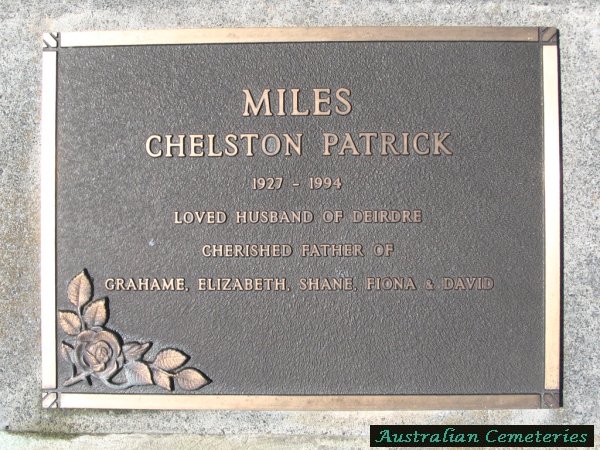 MILES
CHELSTON PATRICK
1927 - 1994
LOVED HUSBAND OF DEIRDRE
CHERISHED FATHER OF
GRAHAME, ELIZABETH, SHANE, FIONA & DAVID
Australian Cemeteries